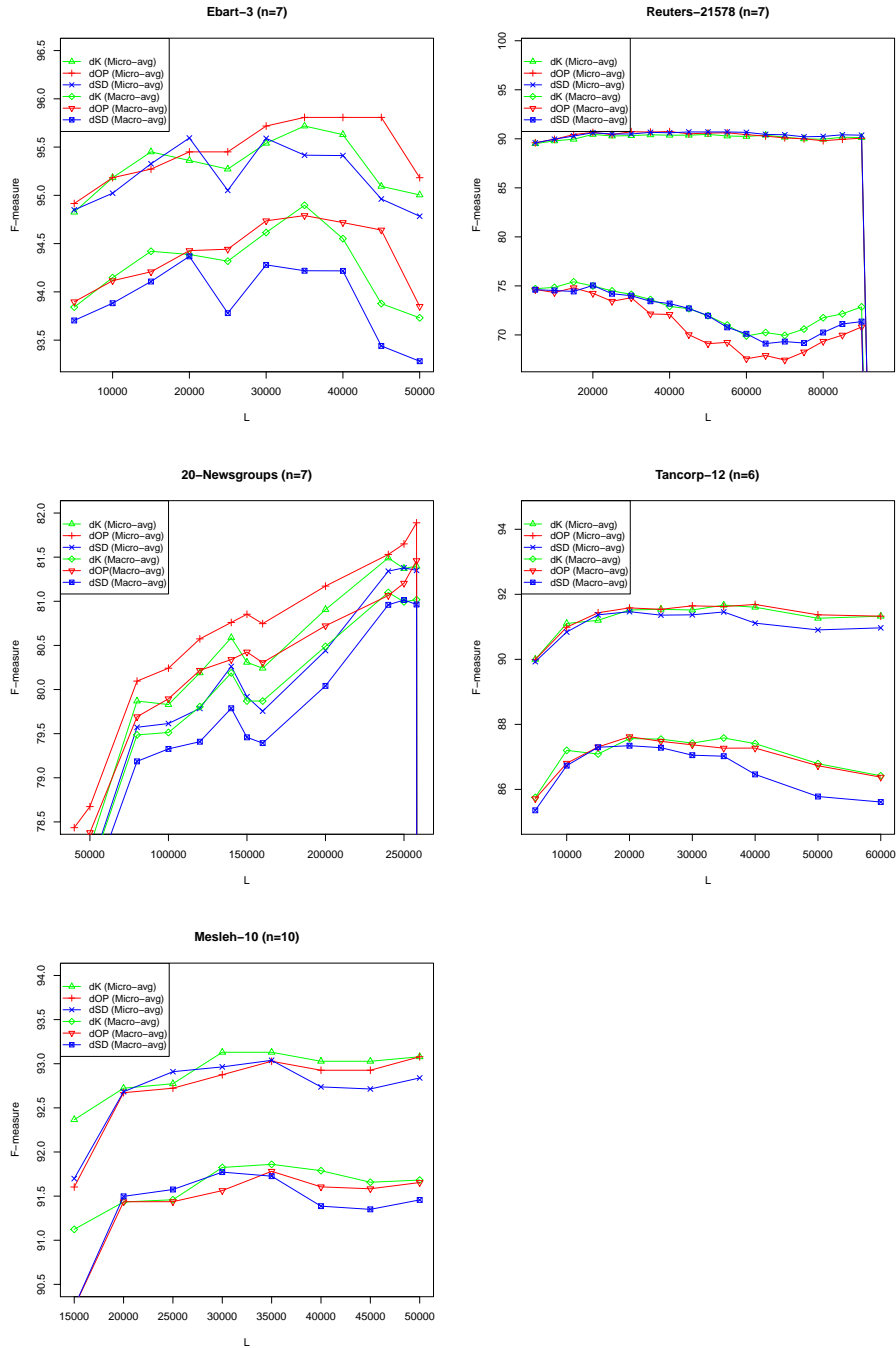 Ebart−3 (n=7)
96.5
96.0
95.5
95.0
94.5
94.0
93.5
F−measure
dK (Micro−avg)
dOP (Micro−avg)
dSD (Micro−avg)
dK (Macro−avg)
dOP (Macro−avg)
dSD (Macro−avg)
10000 20000 30000 40000 50000
L
Reuters−21578 (n=7)
100
95
90
85
80
75
70
F−measure
dK (Micro−avg)
dOP (Micro−avg)
dSD (Micro−avg)
dK (Macro−avg)
dOP (Macro−avg)
dSD (Macro−avg)
20000 40000 60000 80000
L
20−Newsgroups (n=7)
82.0
81.5
81.0
80.5
80.0
79.5
79.0
78.5
F−measure
dK (Micro−avg)
dOP (Micro−avg)
dSD (Micro−avg)
dK (Macro−avg)
dOP(Macro−avg)
dSD (Macro−avg)
50000 100000 150000 200000 250000
L
Tancorp−12 (n=6)
94
92
90
88
86
F−measure
dK (Micro−avg)
dOP (Micro−avg)
dSD (Micro−avg)
dK (Macro−avg)
dOP (Macro−avg)
dSD (Macro−avg)
10000 20000 30000 40000 50000 60000
L
Mesleh−10 (n=10)
94.0
93.5
93.0
92.5
92.0
91.5
91.0
90.5
F−measure
dK (Micro−avg)
dOP (Micro−avg)
dSD (Micro−avg)
dK (Macro−avg)
dOP (Macro−avg)
dSD (Macro−avg)
15000 20000 25000 30000 35000 40000 45000 50000
L